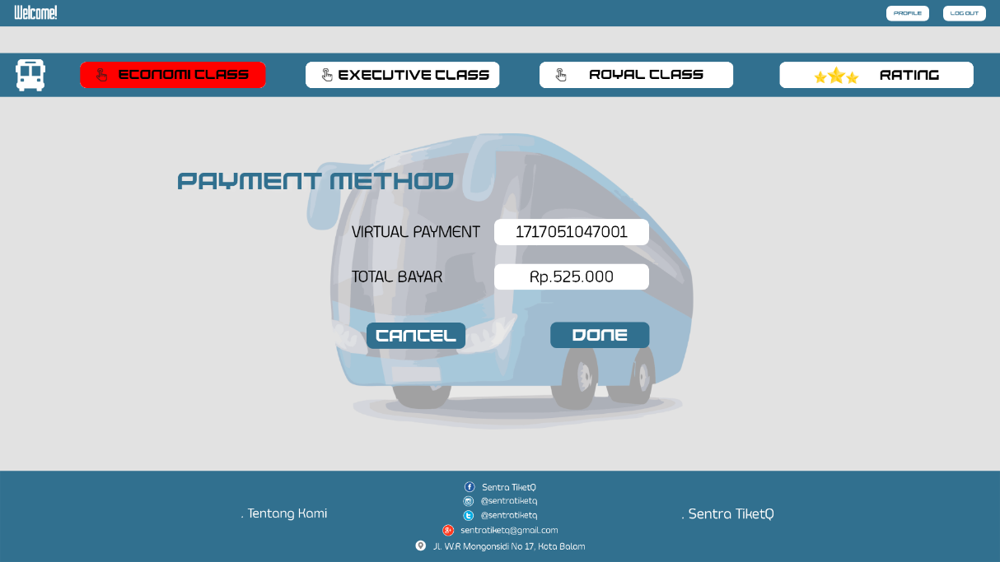 Welcome!
PROFILE
LOG OUT
ECONOMI CLASS
EXECUTIVE CLASS
ROYAL CLASS
RATING
PAYMENT METHOD
VIRTUAL PAYMENT 1717051047001
TOTAL BAYAR Rp.525.000
CANCEL
DONE
. Tentang Kami
Sentra TiketQ
@sentratiketq
@sentratiketq
sentratiketq@gmail.com
Jl. W.R Mongonsidi No 17, Kota Balam
. Sentra TiketQ